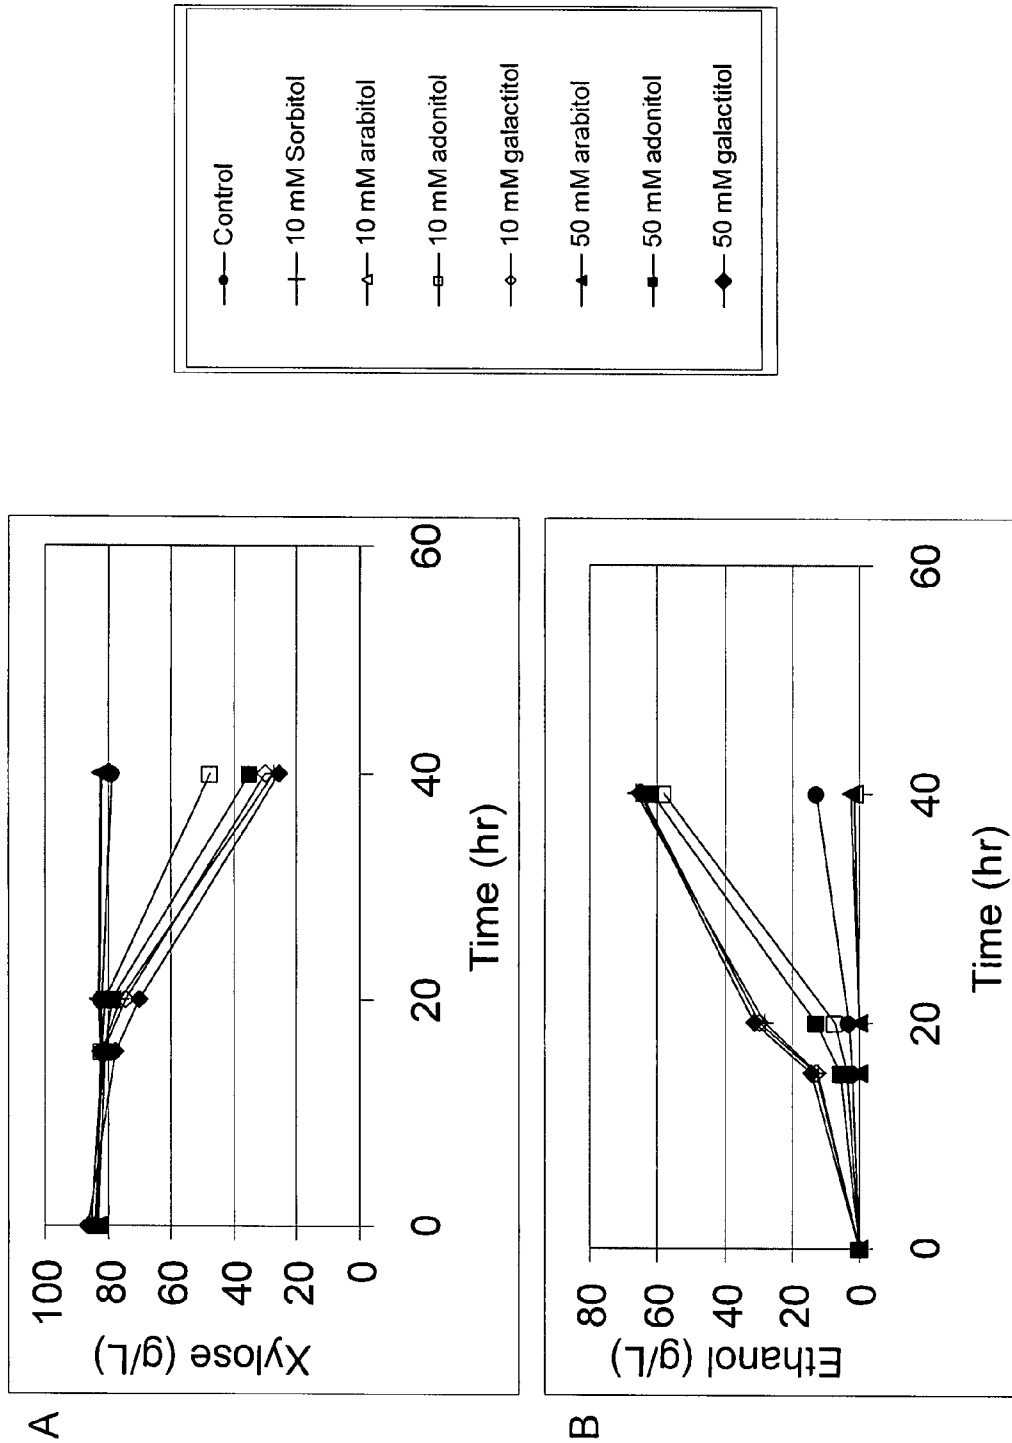 A
Xylose (g/L)
100
80
60
40
20
0
0
20
40
60
Time (hr)
B
Ethanol (g/L)
80
60
40
20
0
0
20
40
60
Time (hr)
Control
10 mM Sorbitol
10 mM arabitol
10 mM adonitol
10 mM galactitol
50 mM arabitol
50 mM adonitol
50 mM galactitol